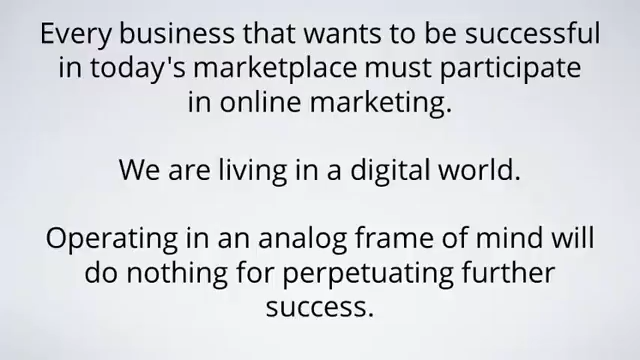 Every business that wants to be successful
in today's marketplace must participate
in online marketing.
We are living in a digital world.
Operating in an analog frame of mind will
do nothing for perpetuating further
success.